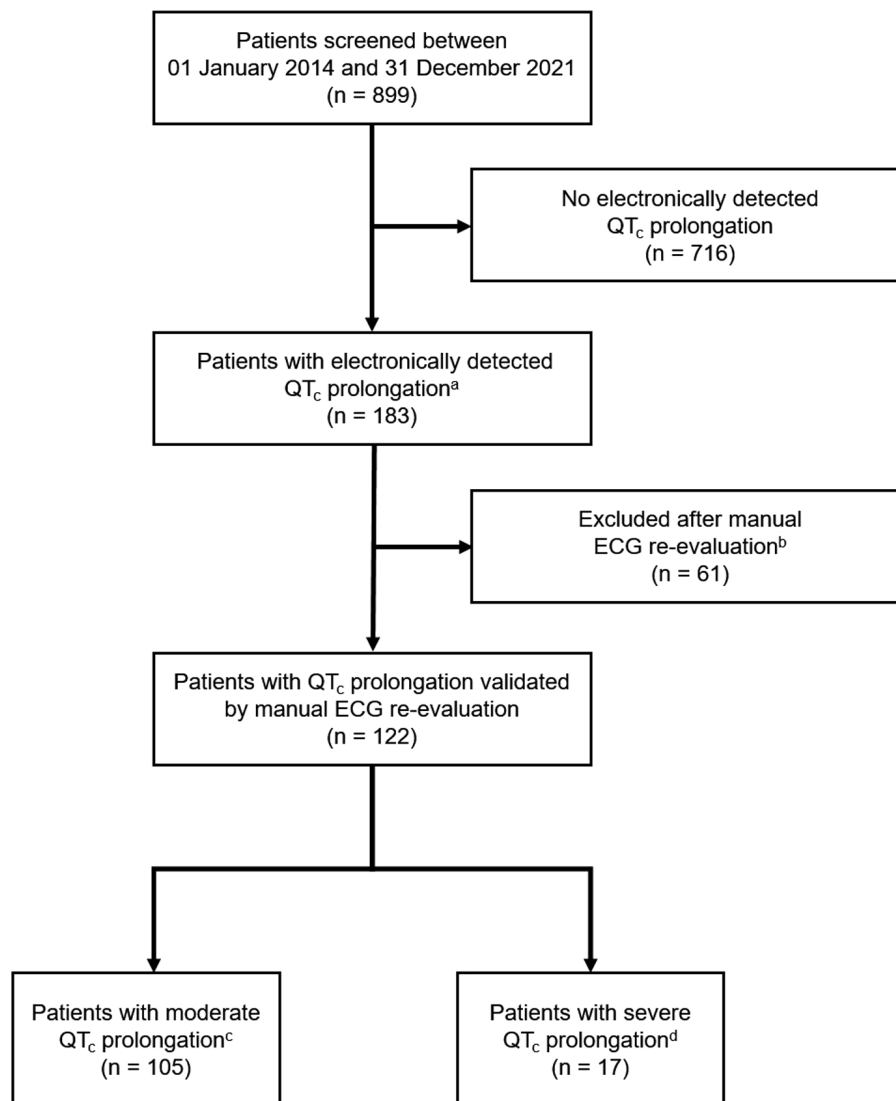 Patients screened between
01 January 2014 and 31 December 2021
(n = 899)
No electronically detected
QTc prolongation
(n = 716)
Patients with electronically detected
QTc prolongationᵃ
(n = 183)
Excluded after manual
ECG re-evaluationᵇ
(n = 61)
Patients with QTc prolongation validated
by manual ECG re-evaluation
(n = 122)
Patients with moderate
QTc prolongationᶜ
(n = 105)
Patients with severe
QTc prolongationᵈ
(n = 17)